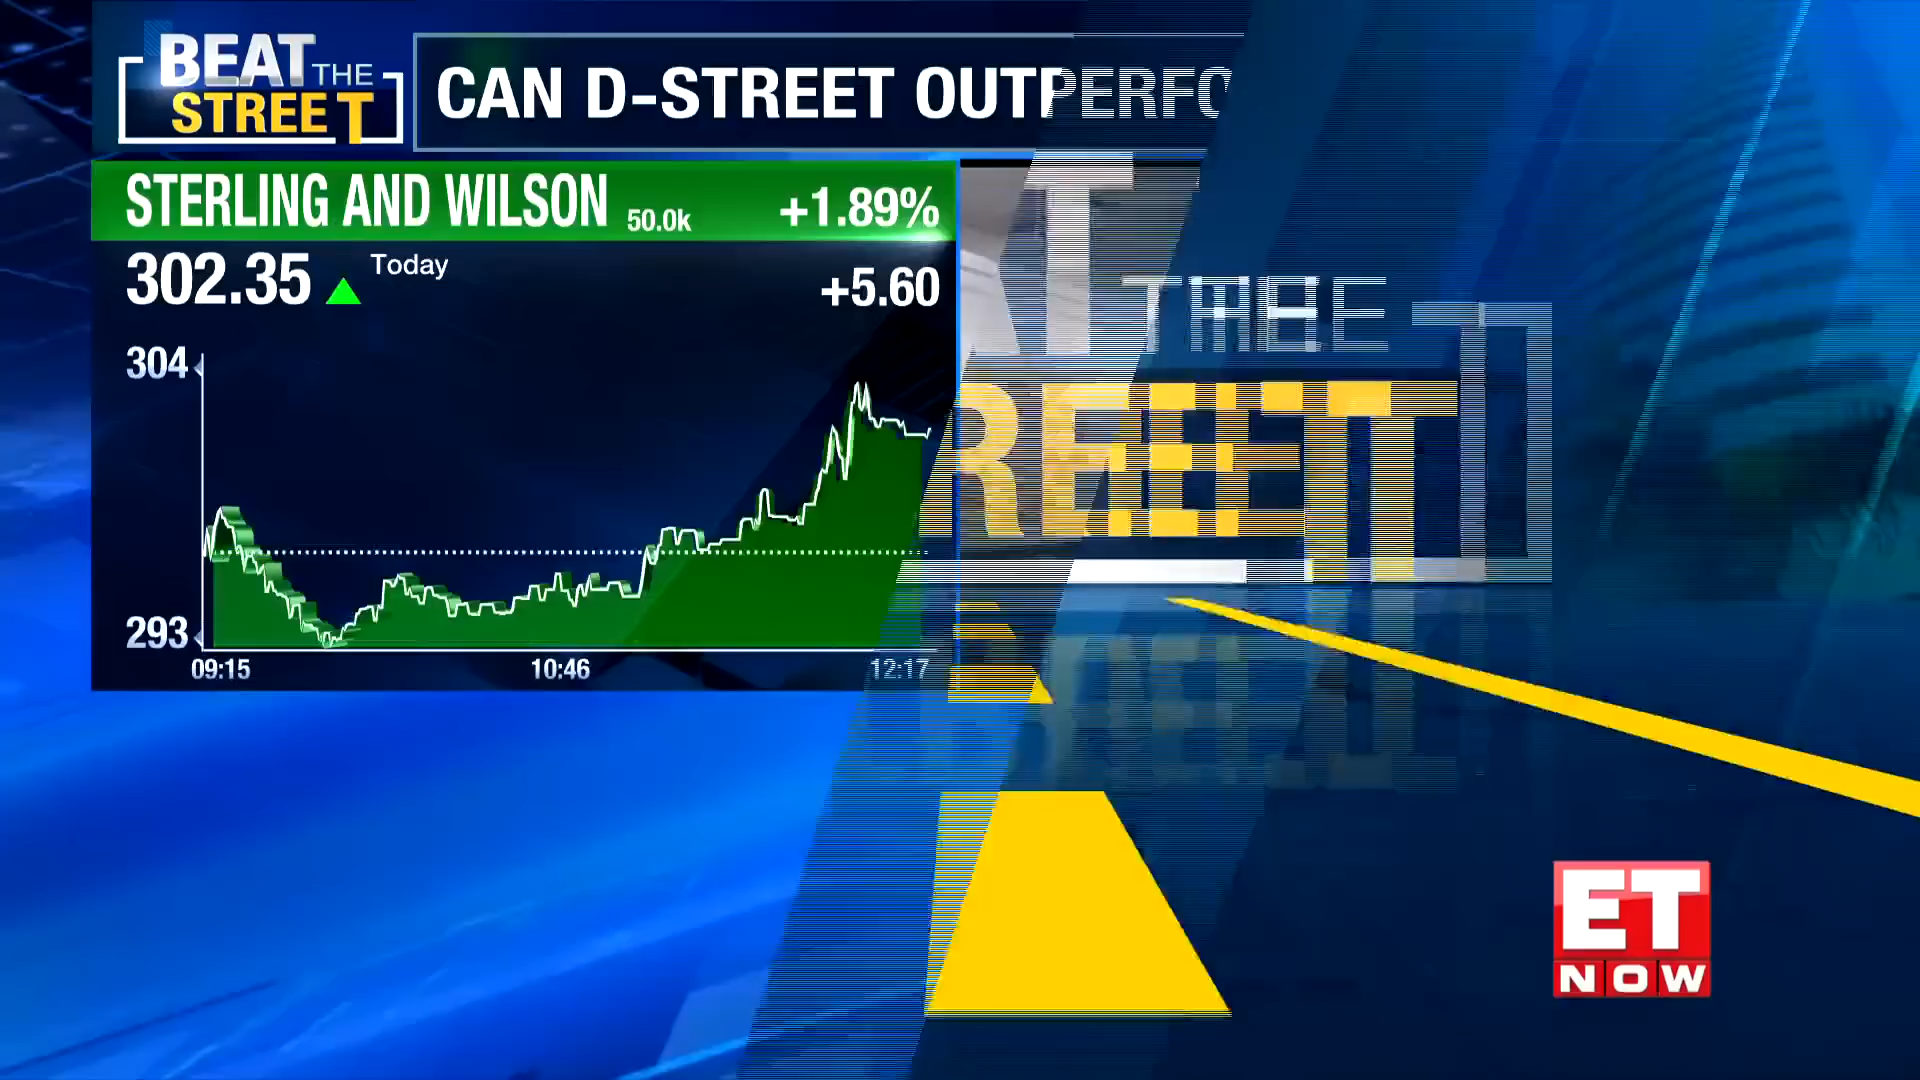 BEAT THE
STREET
CAN D-STREET OUTPERFO
STERLING AND WILSON 50.0k +1.89%
302.35 Today +5.60
304
293
09:15 10:46 12:17
THE
REET
ET
NOW